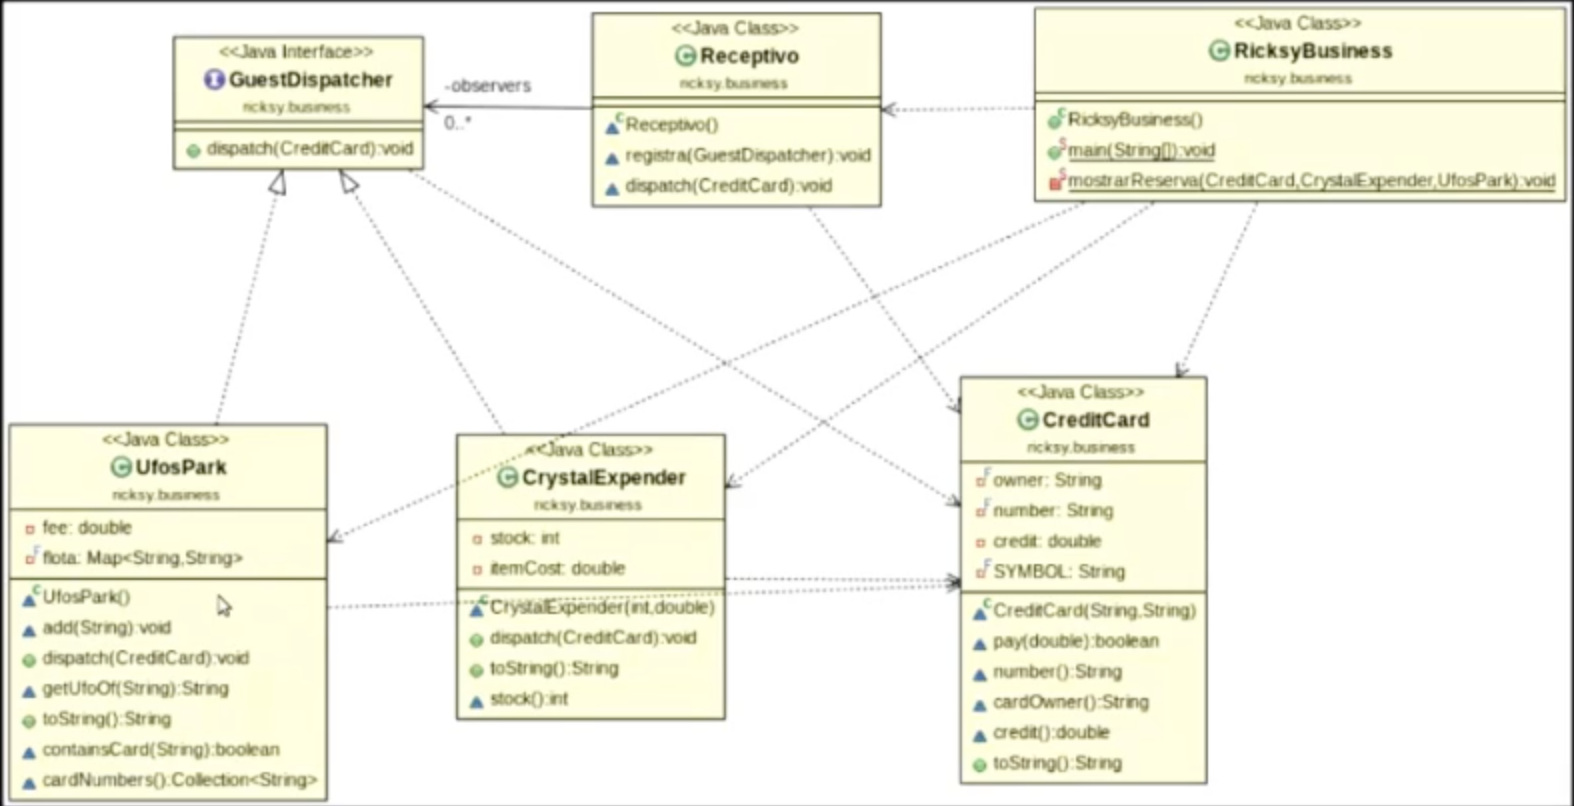 <<Java Interface>>
GuestDispatcher
ricksy.business
dispatch(CreditCard):void
-observers
0..*
<<Java Class>>
Receptivo
ricksy.business
Receptivo()
registra(GuestDispatcher):void
dispatch(CreditCard):void
<<Java Class>>
RicksyBusiness
ricksy.business
RicksyBusiness()
main(String[]):void
mostrarReserva(CreditCard,CrystalExpender,UfosPark):void
<<Java Class>>
UfosPark
ricksy.business
fee: double
flota: Map<String,String>
UfosPark()
add(String):void
dispatch(CreditCard):void
getUfoOf(String):String
toString():String
containsCard(String):boolean
cardNumbers():Collection<String>
<<Java Class>>
CrystalExpender
ricksy.business
stock: int
itemCost: double
CrystalExpender(int,double)
dispatch(CreditCard):void
toString():String
stock():int
<<Java Class>>
CreditCard
ricksy.business
owner: String
number: String
credit: double
SYMBOL: String
CreditCard(String,String)
pay(double):boolean
number():String
cardOwner():String
credit():double
toString():String